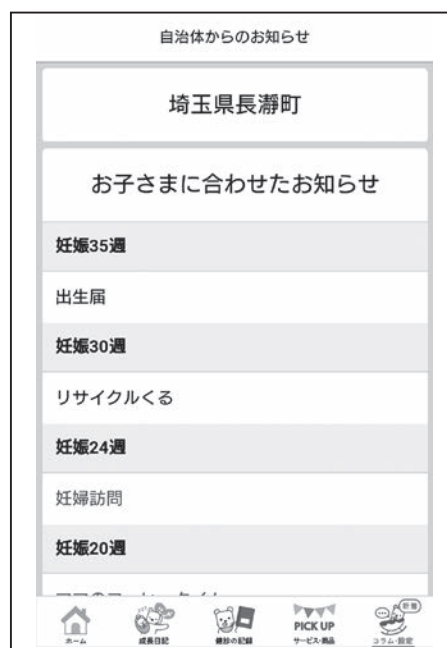 自治体からのお知らせ
埼玉県長瀞町
お子さまに合わせたお知らせ
妊娠35週
出生届
妊娠30週
リサイクルくる
妊娠24週
妊婦訪問
妊娠20週
ホーム
成長日記
健診の記録
PICK UP
サービス・商品
新着
コラム・設定